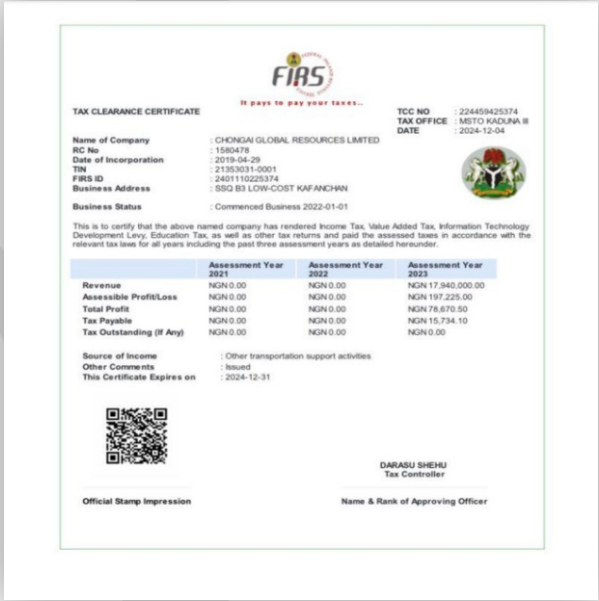 FIRS
It pays to pay your taxes..
TAX CLEARANCE CERTIFICATE
TCC NO : 224459425374
TAX OFFICE : MSTO KADUNA III
DATE : 2024-12-04
Name of Company : CHONGAI GLOBAL RESOURCES LIMITED
RC No : 1580478
Date of Incorporation : 2019-04-29
TIN : 21353031-0001
FIRS ID : 2401110225374
Business Address : SSQ B3 LOW-COST KAFANCHAN
Business Status : Commenced Business 2022-01-01
This is to certify that the above named company has rendered Income Tax, Value Added Tax, Information Technology
Development Levy, Education Tax, as well as other tax returns and paid the assessed taxes in accordance with the
relevant tax laws for all years including the past three assessment years as detailed hereunder.
Assessment Year 2021 Assessment Year 2022 Assessment Year 2023
Revenue NGN 0.00 NGN 0.00 NGN 17,940,000.00
Assessible Profit/Loss NGN 0.00 NGN 0.00 NGN 197,225.00
Total Profit NGN 0.00 NGN 0.00 NGN 78,670.50
Tax Payable NGN 0.00 NGN 0.00 NGN 15,734.10
Tax Outstanding (If Any) NGN 0.00 NGN 0.00 NGN 0.00
Source of Income : Other transportation support activities
Other Comments : Issued
This Certificate Expires on : 2024-12-31
DARASU SHEHU
Tax Controller
Official Stamp Impression
Name & Rank of Approving Officer